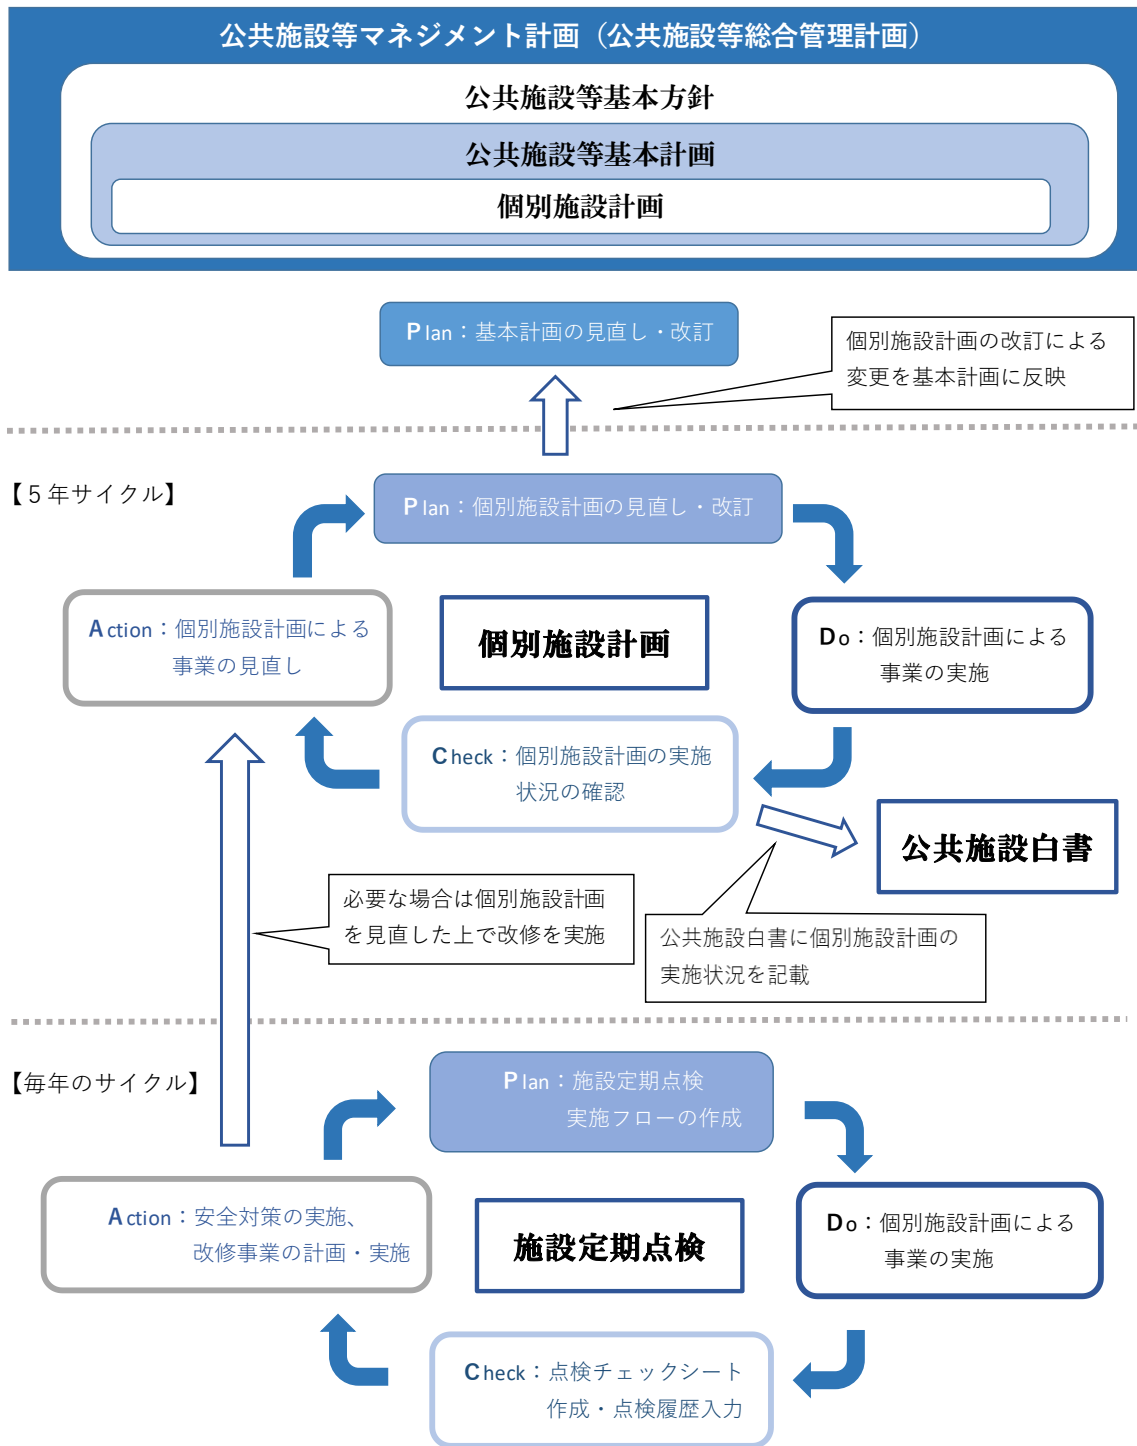 公共施設等マネジメント計画（公共施設等総合管理計画）
公共施設等基本方針
公共施設等基本計画
個別施設計画
Plan：基本計画の見直し・改訂
個別施設計画の改訂による
変更を基本計画に反映
【５年サイクル】
Plan：個別施設計画の見直し・改訂
Action：個別施設計画による
事業の見直し
個別施設計画
Do：個別施設計画による
事業の実施
Check：個別施設計画の実施
状況の確認
公共施設白書
必要な場合は個別施設計画
を見直した上で改修を実施
公共施設白書に個別施設計画の
実施状況を記載
【毎年のサイクル】
Plan：施設定期点検
実施フローの作成
Action：安全対策の実施、
改修事業の計画・実施
施設定期点検
Do：個別施設計画による
事業の実施
Check：点検チェックシート
作成・点検履歴入力